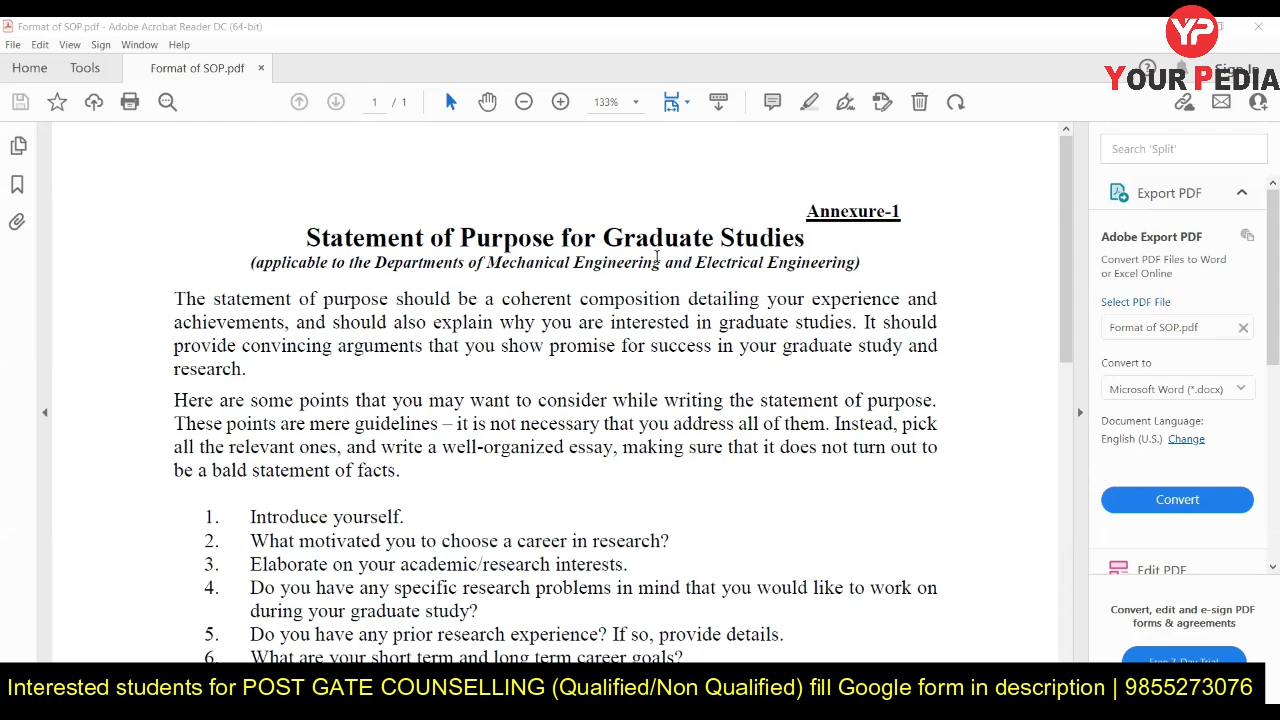 Format of SOP.pdf - Adobe Acrobat Reader DC (64-bit)
File Edit View Sign Window Help
Home Tools Format of SOP.pdf ×
YP
YOUR PEDIA
1 / 1 133%
Search 'Split'
Export PDF
Adobe Export PDF
Convert PDF Files to Word
or Excel Online
Select PDF File
Format of SOP.pdf
Convert to
Microsoft Word (*.docx)
Document Language:
English (U.S.) Change
Convert
Edit PDF
Convert, edit and e-sign PDF
forms & agreements
Free 7-Day Trial
Annexure-1
Statement of Purpose for Graduate Studies
(applicable to the Departments of Mechanical Engineering and Electrical Engineering)
The statement of purpose should be a coherent composition detailing your experience and
achievements, and should also explain why you are interested in graduate studies. It should
provide convincing arguments that you show promise for success in your graduate study and
research.
Here are some points that you may want to consider while writing the statement of purpose.
These points are mere guidelines – it is not necessary that you address all of them. Instead, pick
all the relevant ones, and write a well-organized essay, making sure that it does not turn out to
be a bald statement of facts.
1. Introduce yourself.
2. What motivated you to choose a career in research?
3. Elaborate on your academic/research interests.
4. Do you have any specific research problems in mind that you would like to work on
during your graduate study?
5. Do you have any prior research experience? If so, provide details.
6. What are your short term and long term career goals?
Interested students for POST GATE COUNSELLING (Qualified/Non Qualified) fill Google form in description | 9855273076